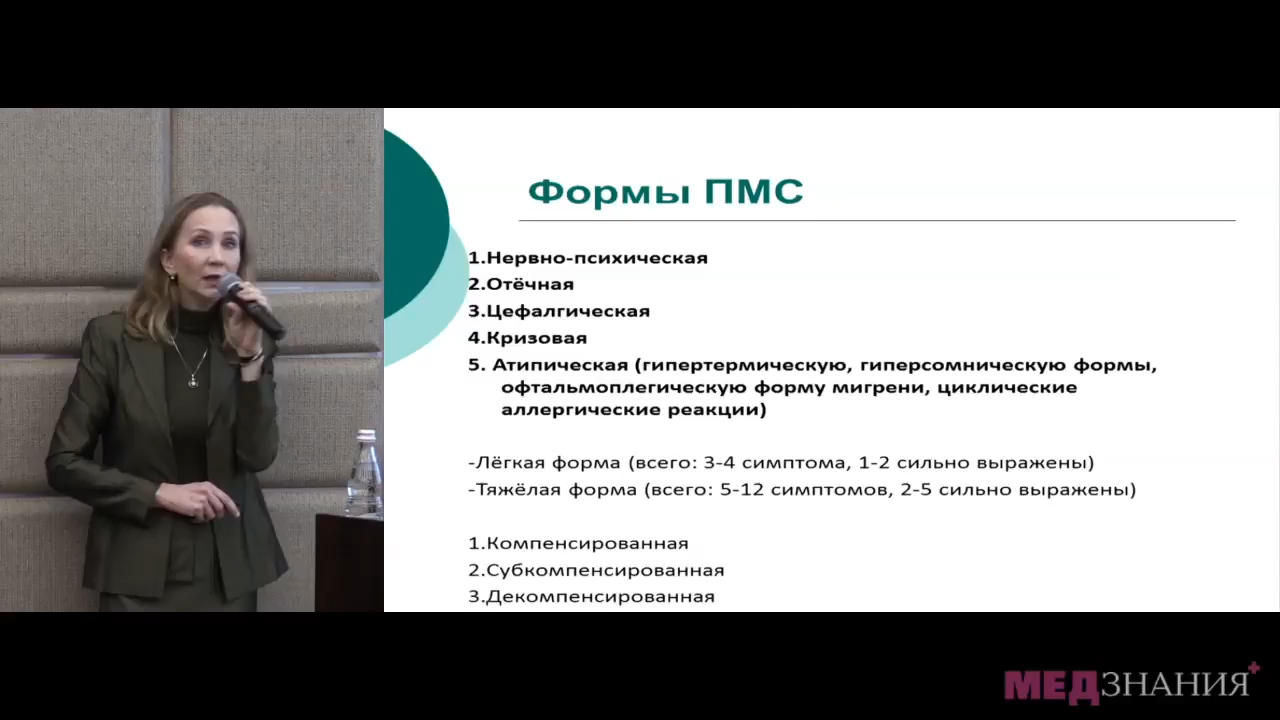 Формы ПМС
1.Нервно-психическая
2.Отёчная
3.Цефалгическая
4.Кризовая
5. Атипическая (гипертермическую, гиперсомническую формы,
офтальмоплегическую форму мигрени, циклические
аллергические реакции)
-Лёгкая форма (всего: 3-4 симптома, 1-2 сильно выражены)
-Тяжёлая форма (всего: 5-12 симптомов, 2-5 сильно выражены)
1.Компенсированная
2.Субкомпенсированная
3.Декомпенсированная
МЕДЗНАНИЯ+